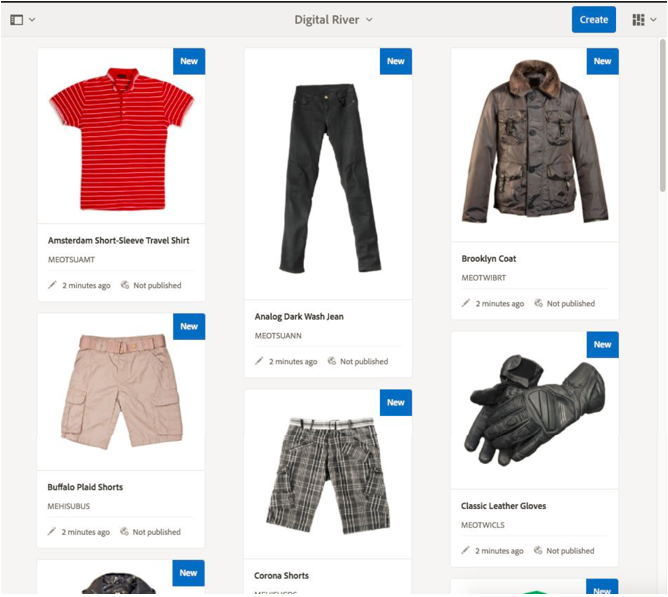 Digital River
Create
New
Amsterdam Short-Sleeve Travel Shirt
MEOTSUAMT
2 minutes ago Not published
New
Buffalo Plaid Shorts
MEHISUBUS
2 minutes ago Not published
New
New
Analog Dark Wash Jean
MEOTSUANN
2 minutes ago Not published
New
Corona Shorts
New
Brooklyn Coat
MEOTWIBRT
2 minutes ago Not published
New
Classic Leather Gloves
MEOTWICLS
2 minutes ago Not published
New